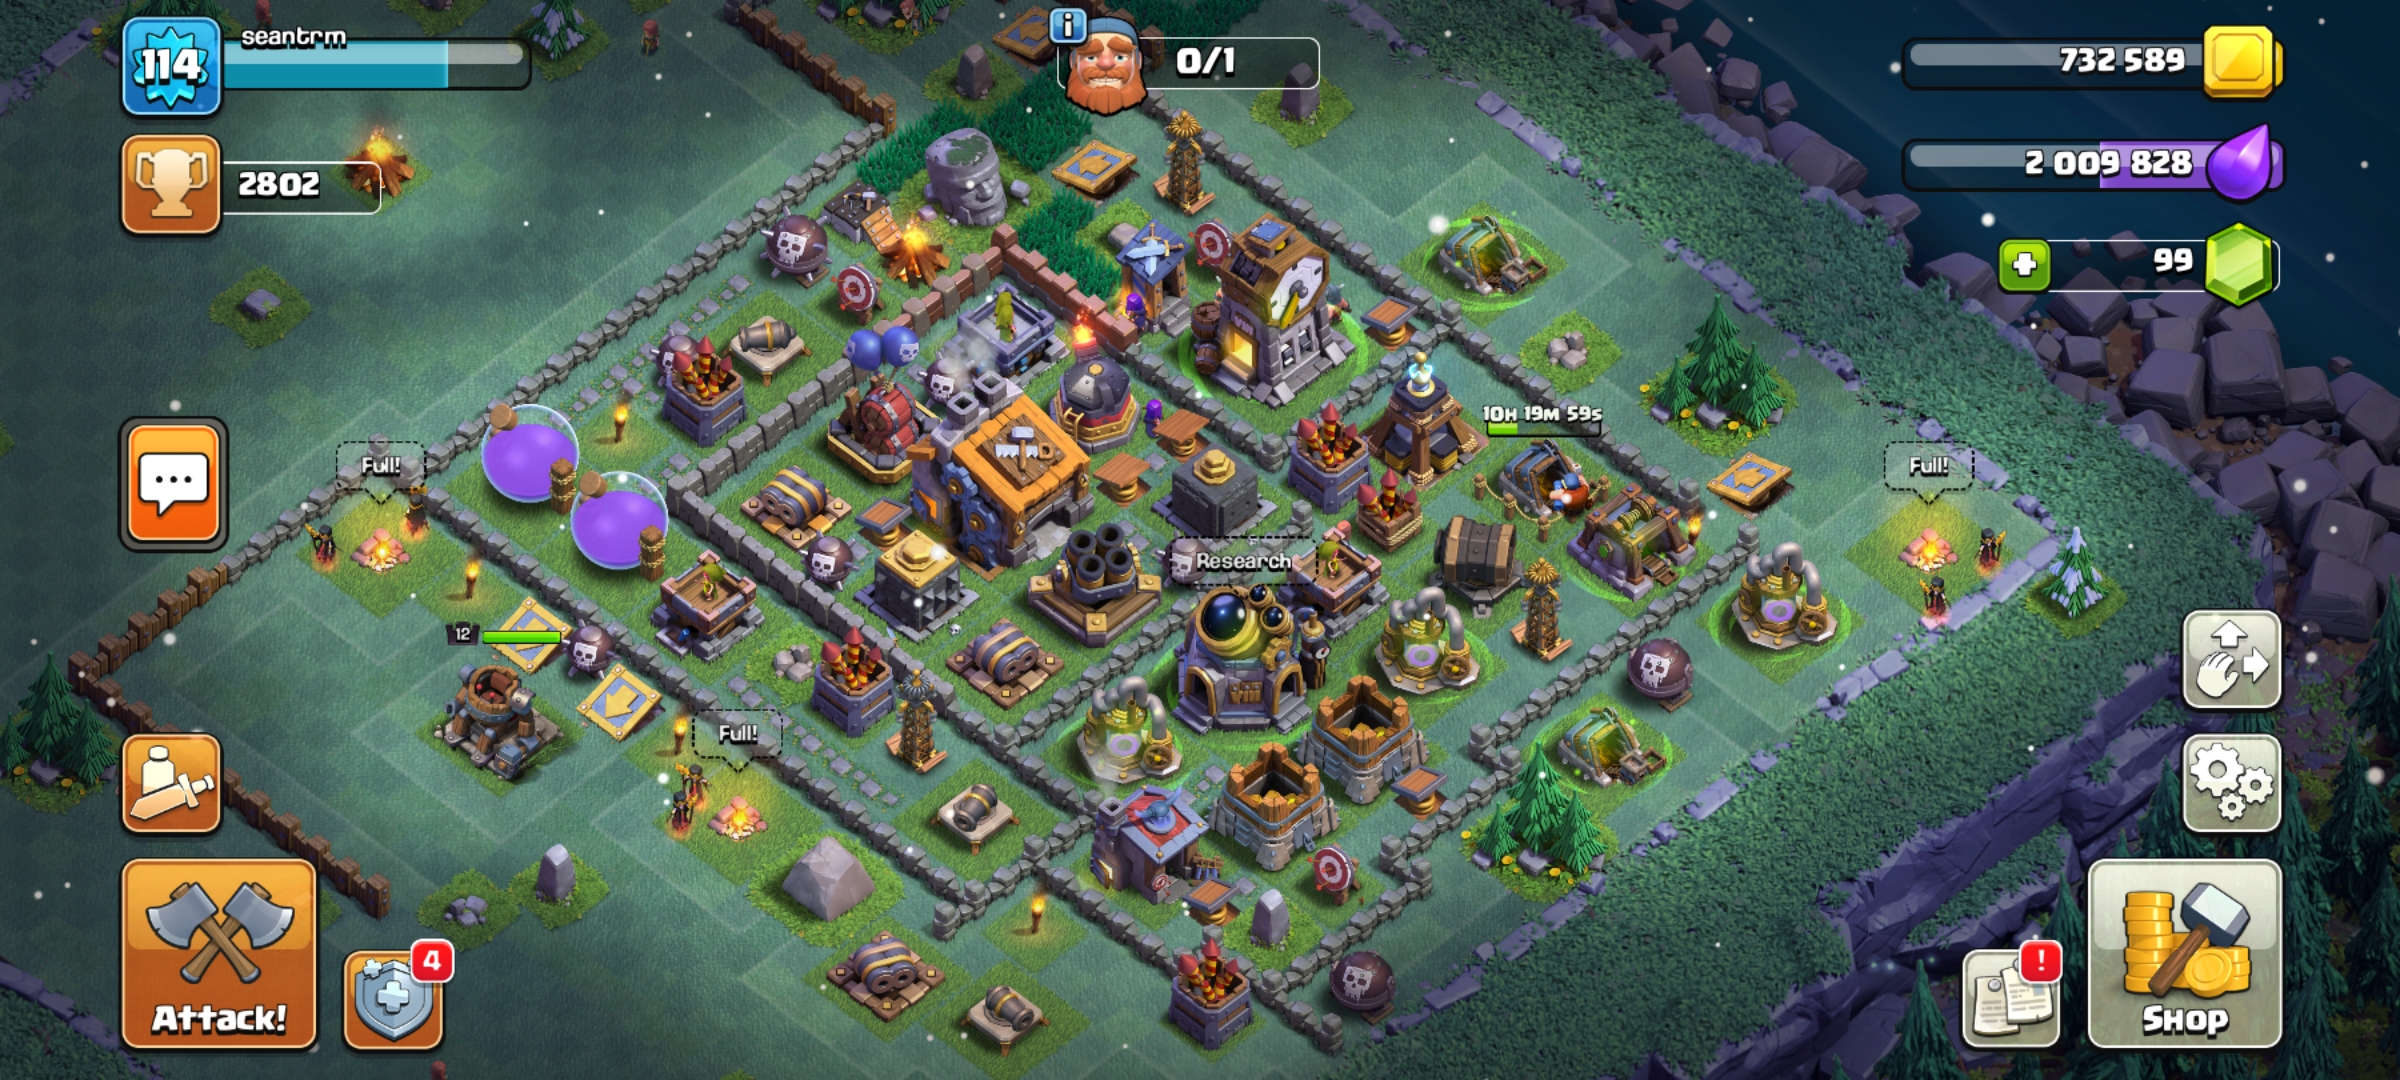 seantrm
114
i
0/1
732 589
2802
2 009 828
99
10H 19M 59S
Full!
Full!
Research
12
Full!
4
!
Attack!
Shop